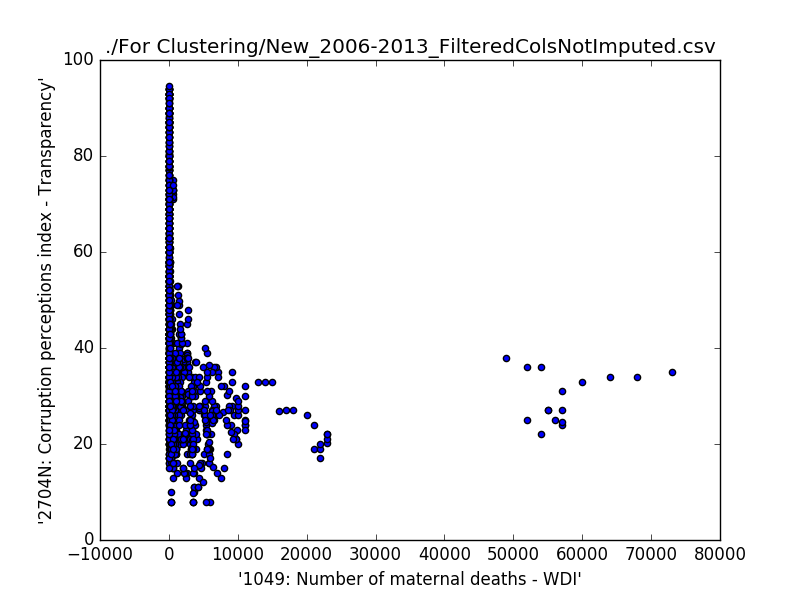 ./For Clustering/New_2006-2013_FilteredColsNotImputed.csv
100
80
60
40
20
0
'2704N: Corruption perceptions index - Transparency'
−10000 0 10000 20000 30000 40000 50000 60000 70000 80000
'1049: Number of maternal deaths - WDI'